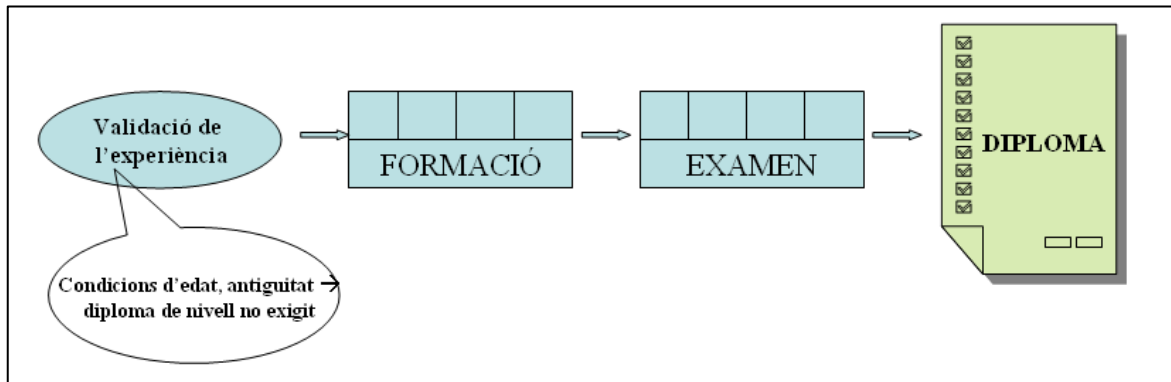 Validació de
l'experiència
FORMACIÓ
EXAMEN
DIPLOMA
Condicions d'edat, antiguitat →
diploma de nivell no exigit